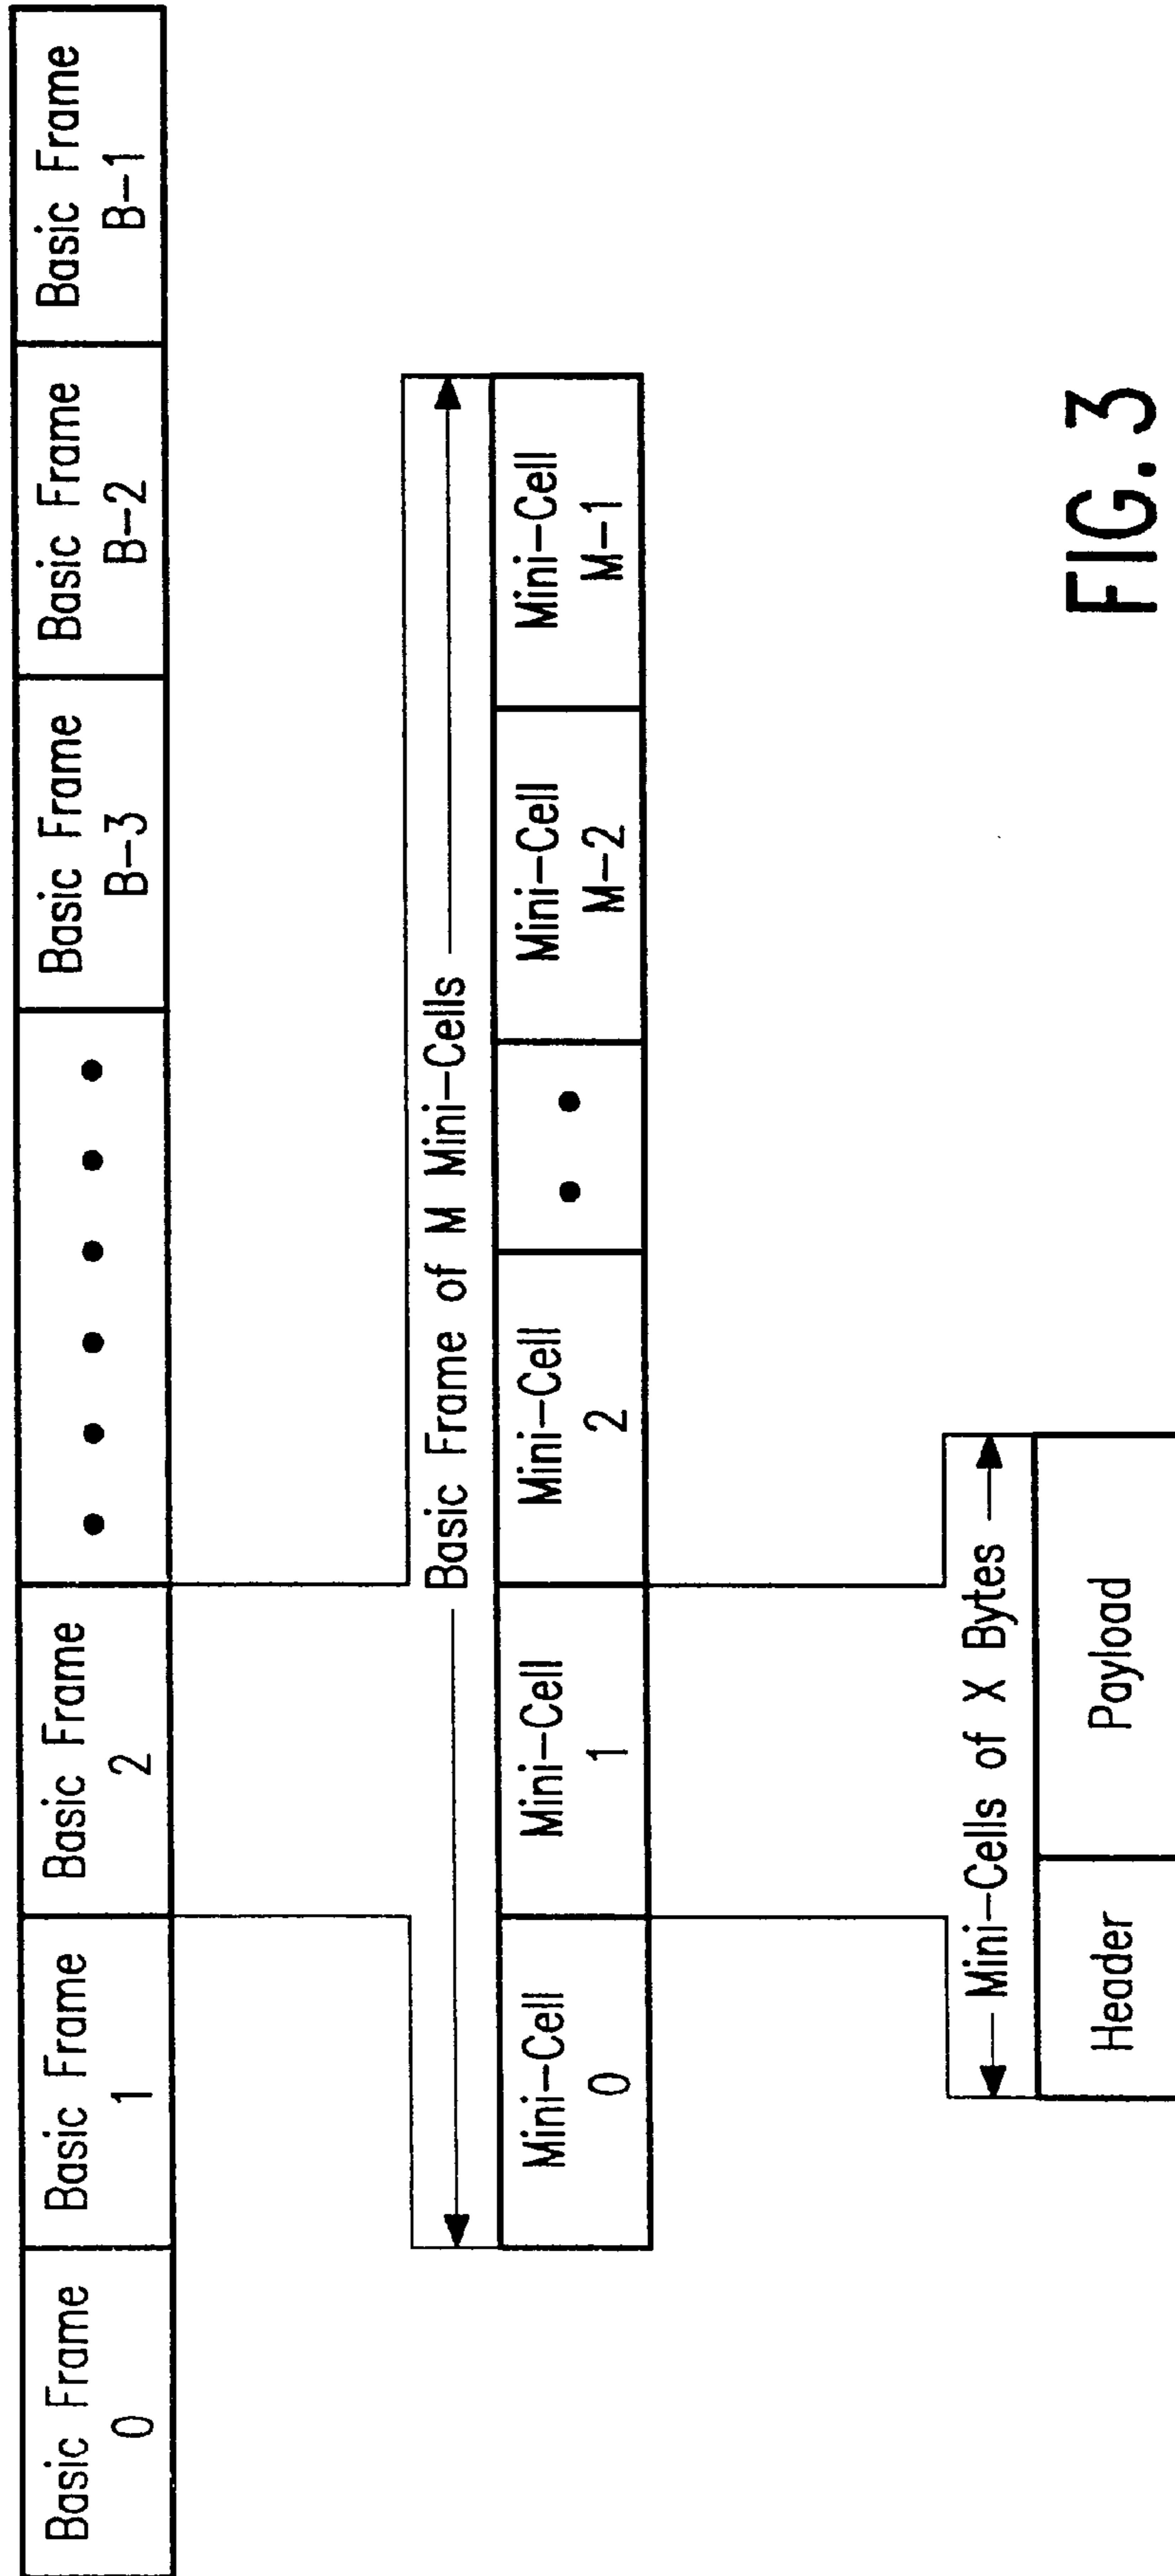 Basic Frame
0
Basic Frame
1
Basic Frame
2
Basic Frame
B-3
Basic Frame
B-2
Basic Frame
B-1
Basic Frame of M Mini-Cells
Mini-Cell
0
Mini-Cell
1
Mini-Cell
2
Mini-Cell
M-2
Mini-Cell
M-1
Mini-Cells of X Bytes
Header
Payload
FIG. 3